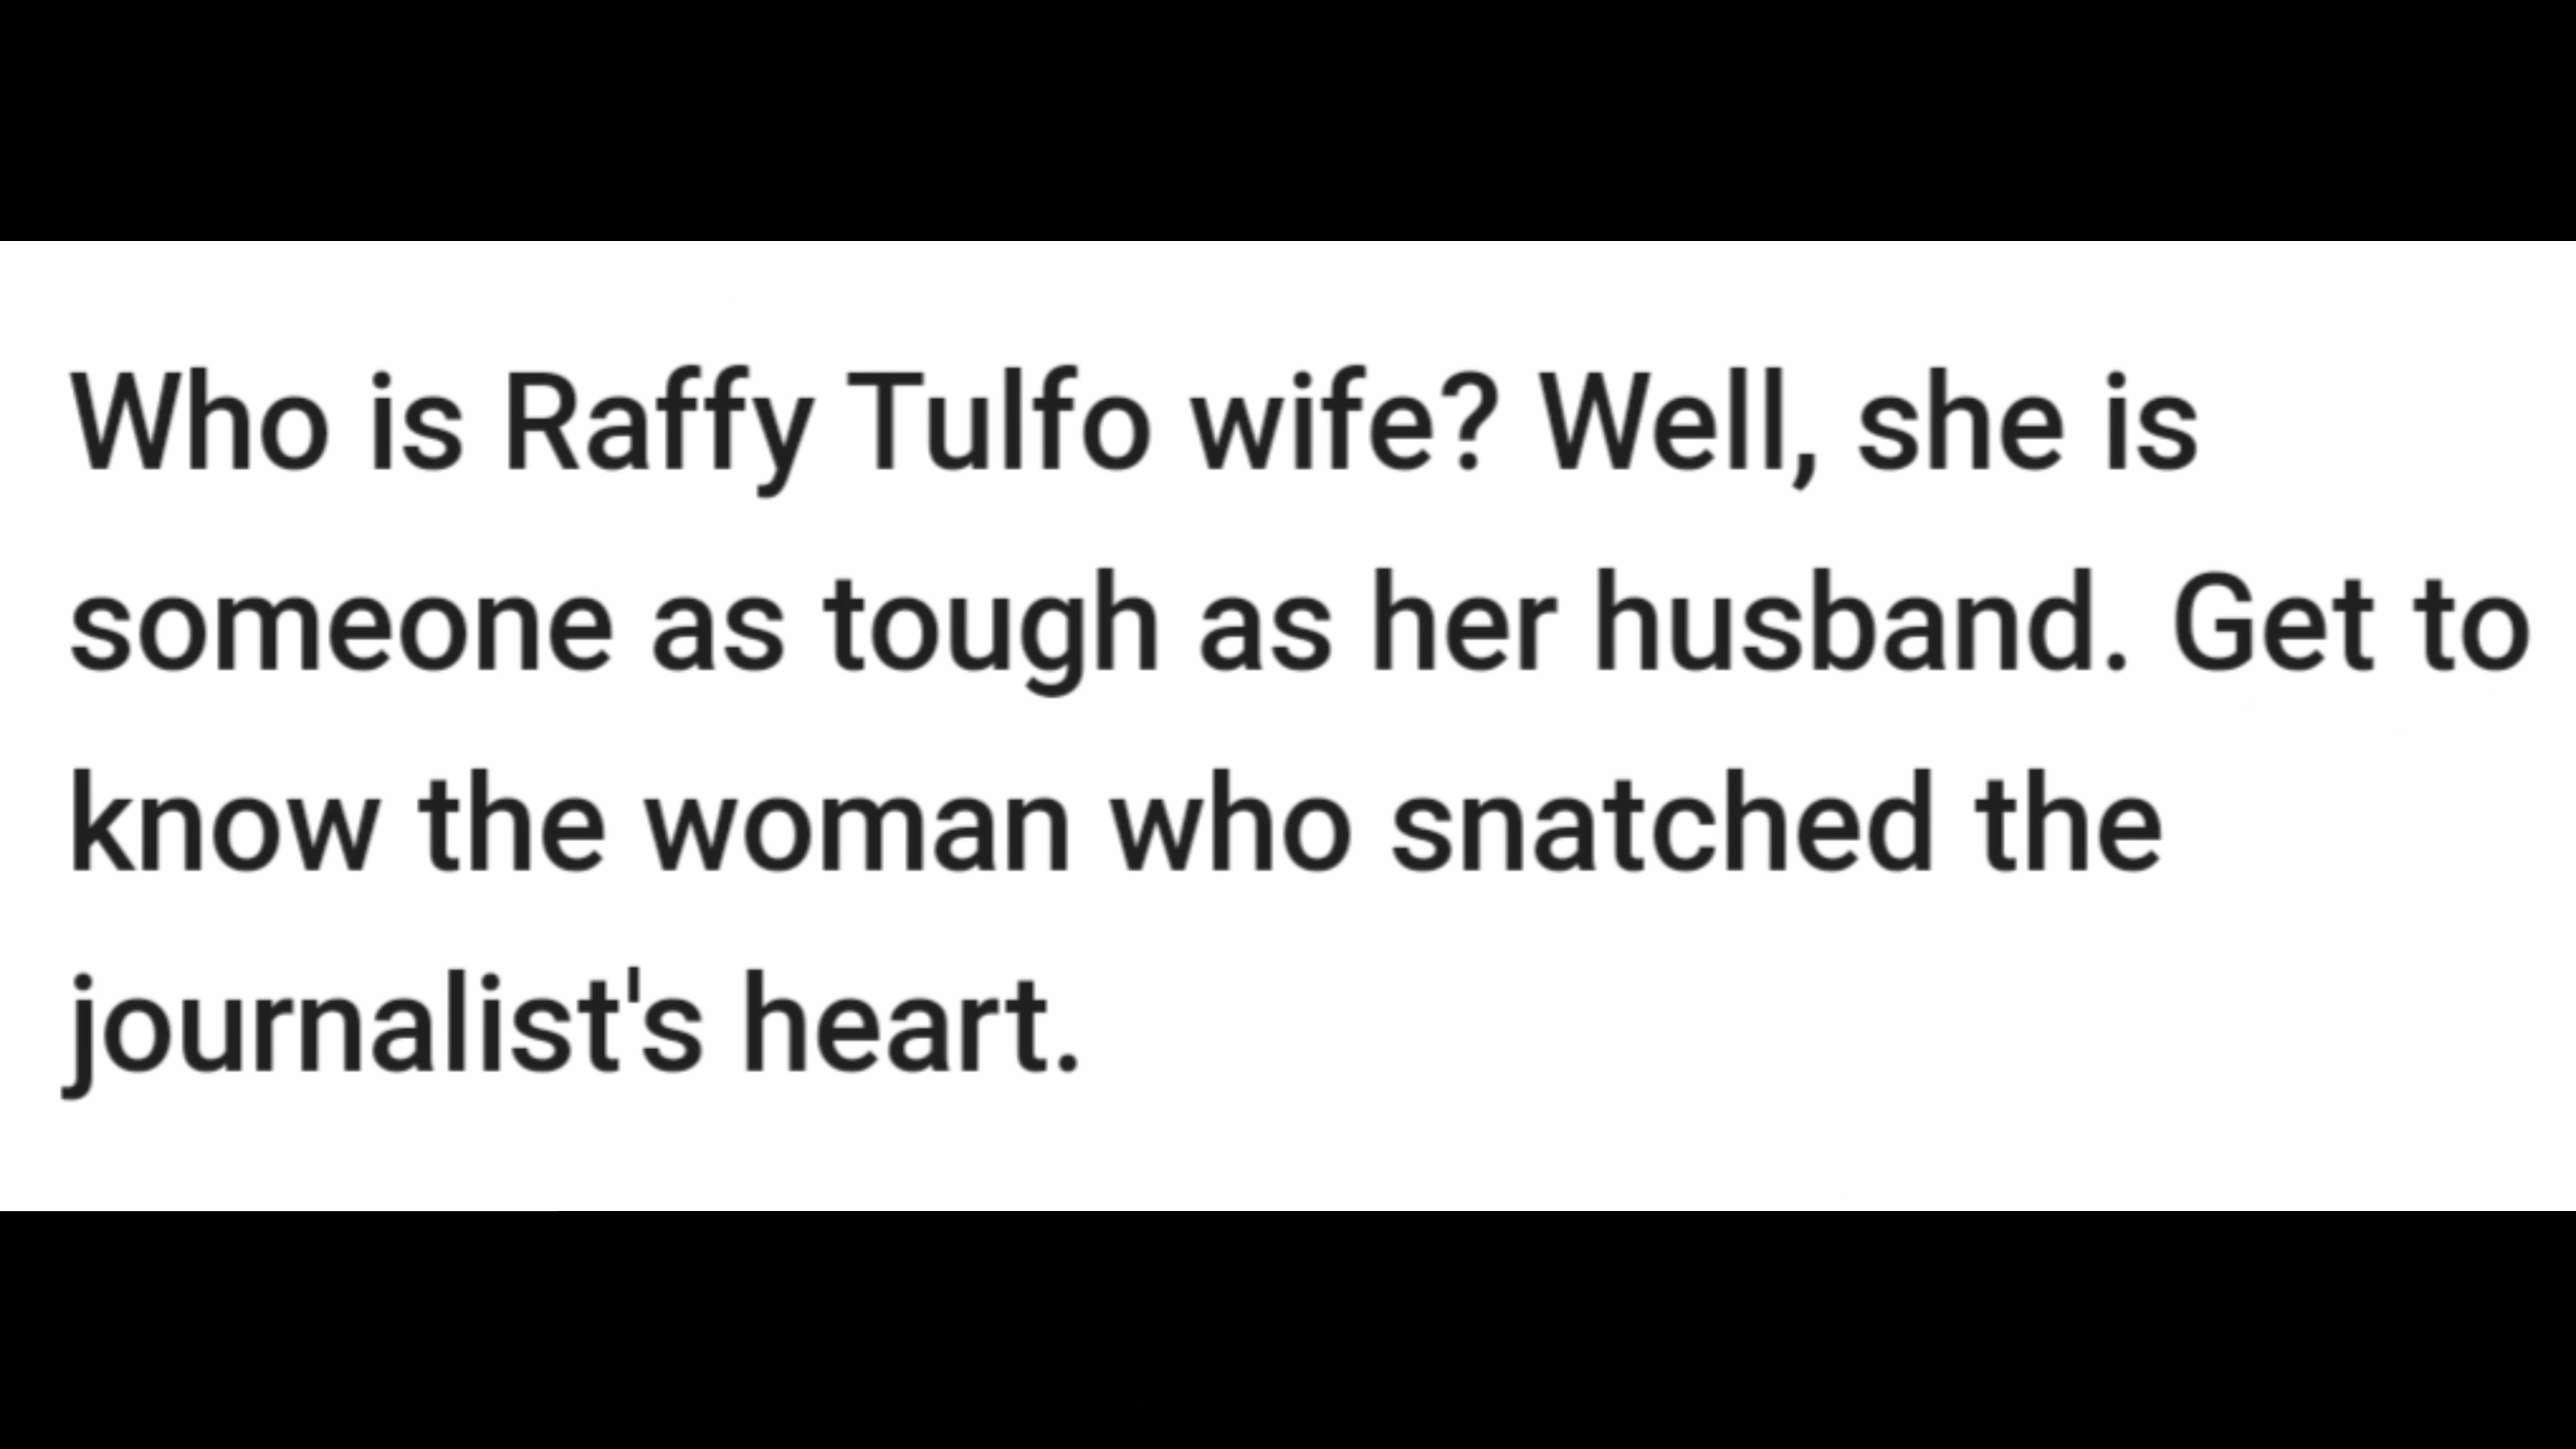 Who is Raffy Tulfo wife? Well, she is
someone as tough as her husband. Get to
know the woman who snatched the
journalist's heart.